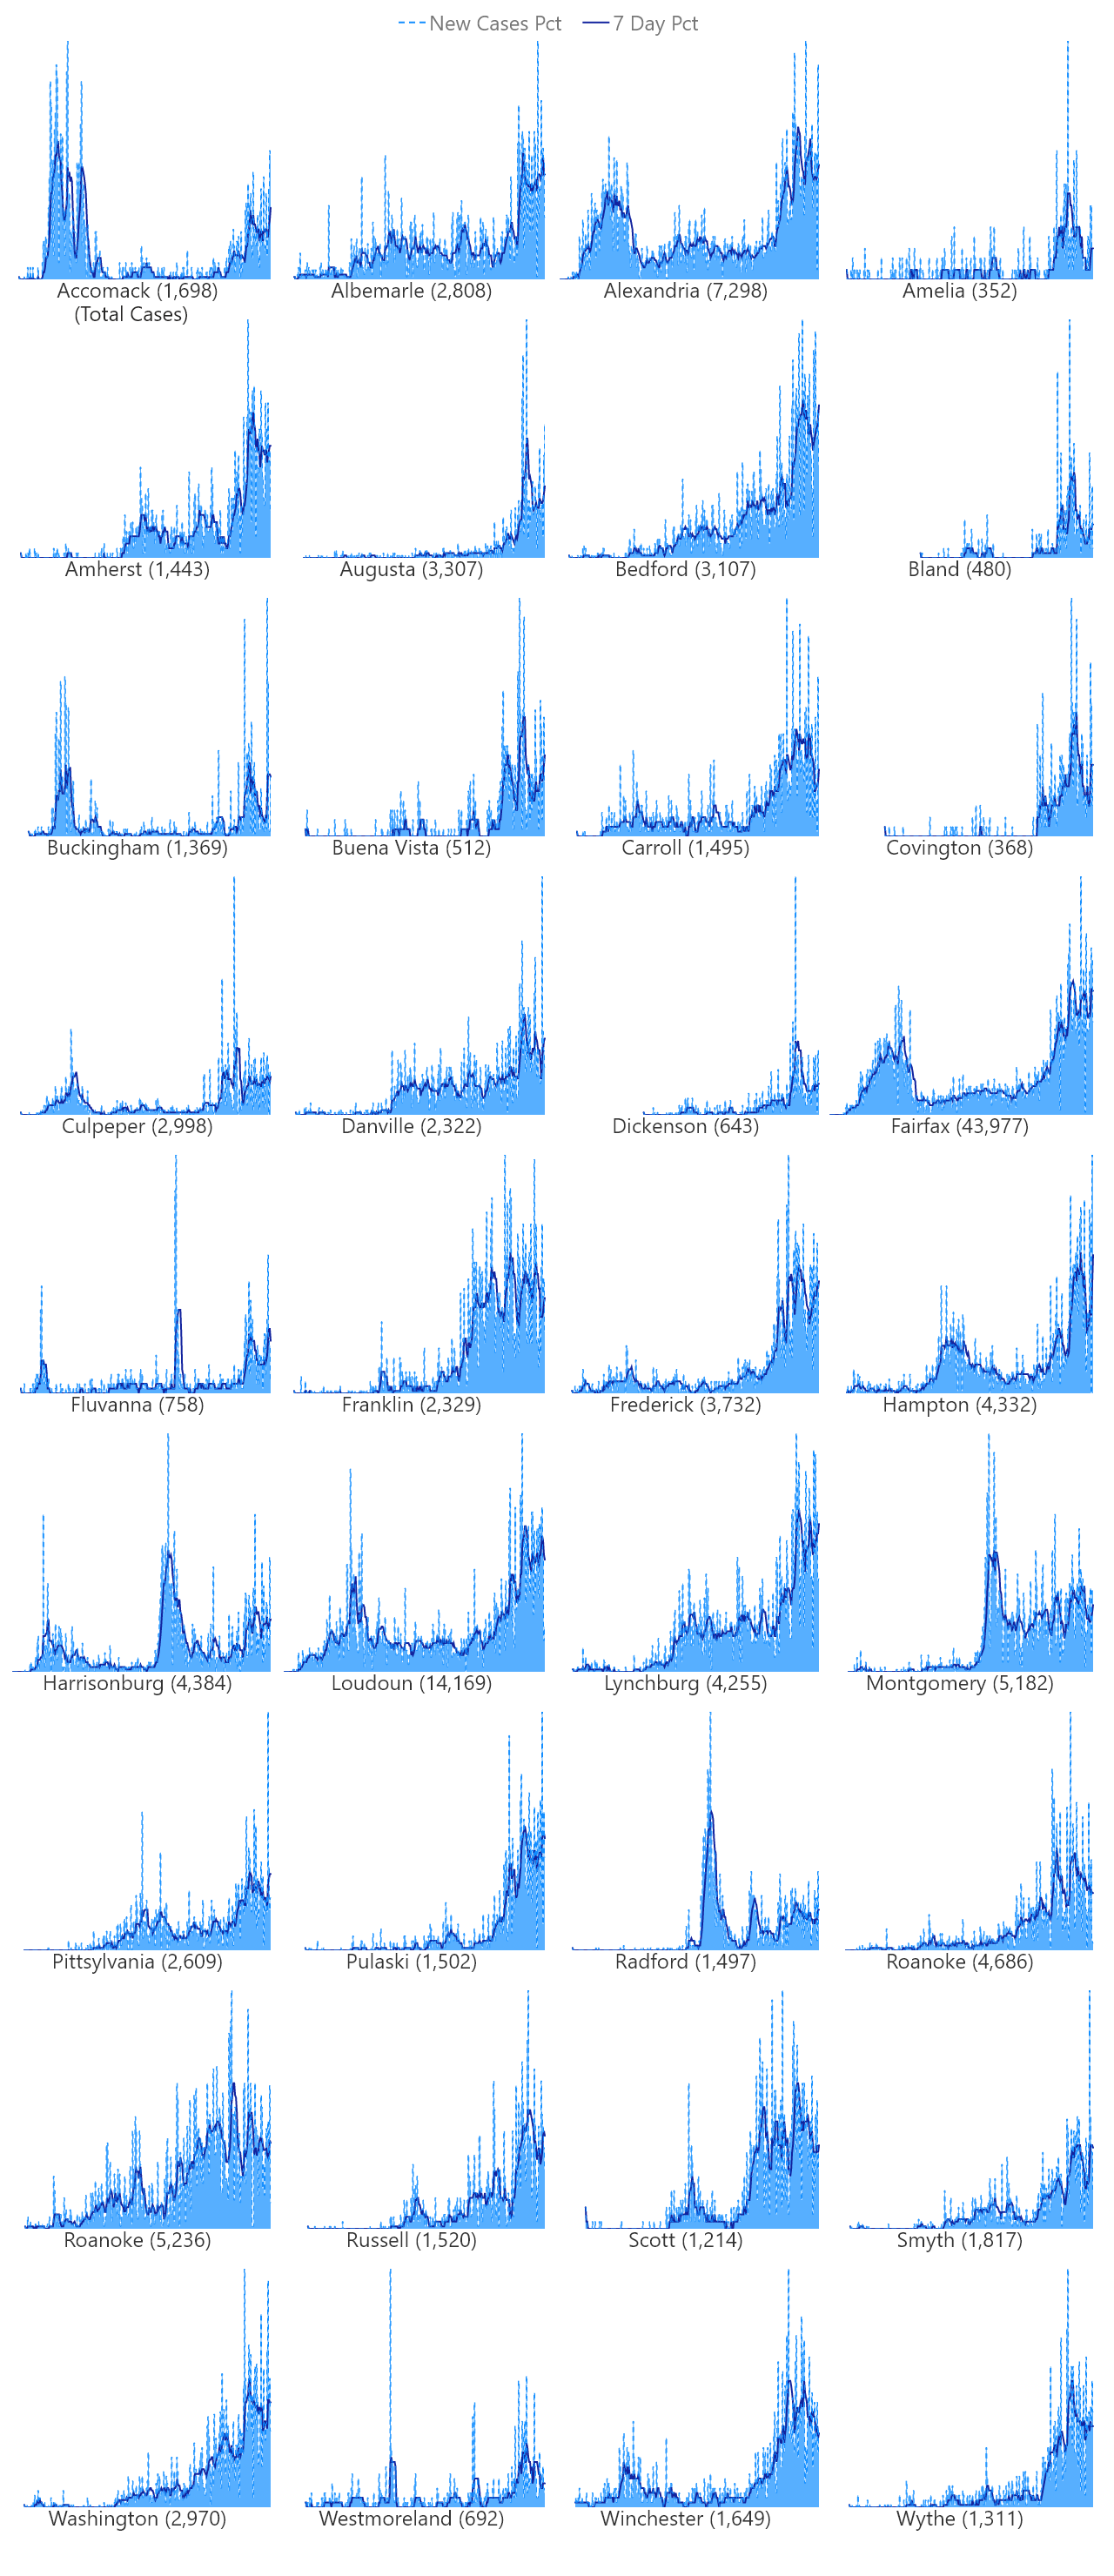 New Cases Pct 7 Day Pct
Accomack (1,698) Albemarle (2,808) Alexandria (7,298) Amelia (352)
(Total Cases)
Amherst (1,443) Augusta (3,307) Bedford (3,107) Bland (480)
Buckingham (1,369) Buena Vista (512) Carroll (1,495) Covington (368)
Culpeper (2,998) Danville (2,322) Dickenson (643) Fairfax (43,977)
Fluvanna (758) Franklin (2,329) Frederick (3,732) Hampton (4,332)
Harrisonburg (4,384) Loudoun (14,169) Lynchburg (4,255) Montgomery (5,182)
Pittsylvania (2,609) Pulaski (1,502) Radford (1,497) Roanoke (4,686)
Roanoke (5,236) Russell (1,520) Scott (1,214) Smyth (1,817)
Washington (2,970) Westmoreland (692) Winchester (1,649) Wythe (1,311)